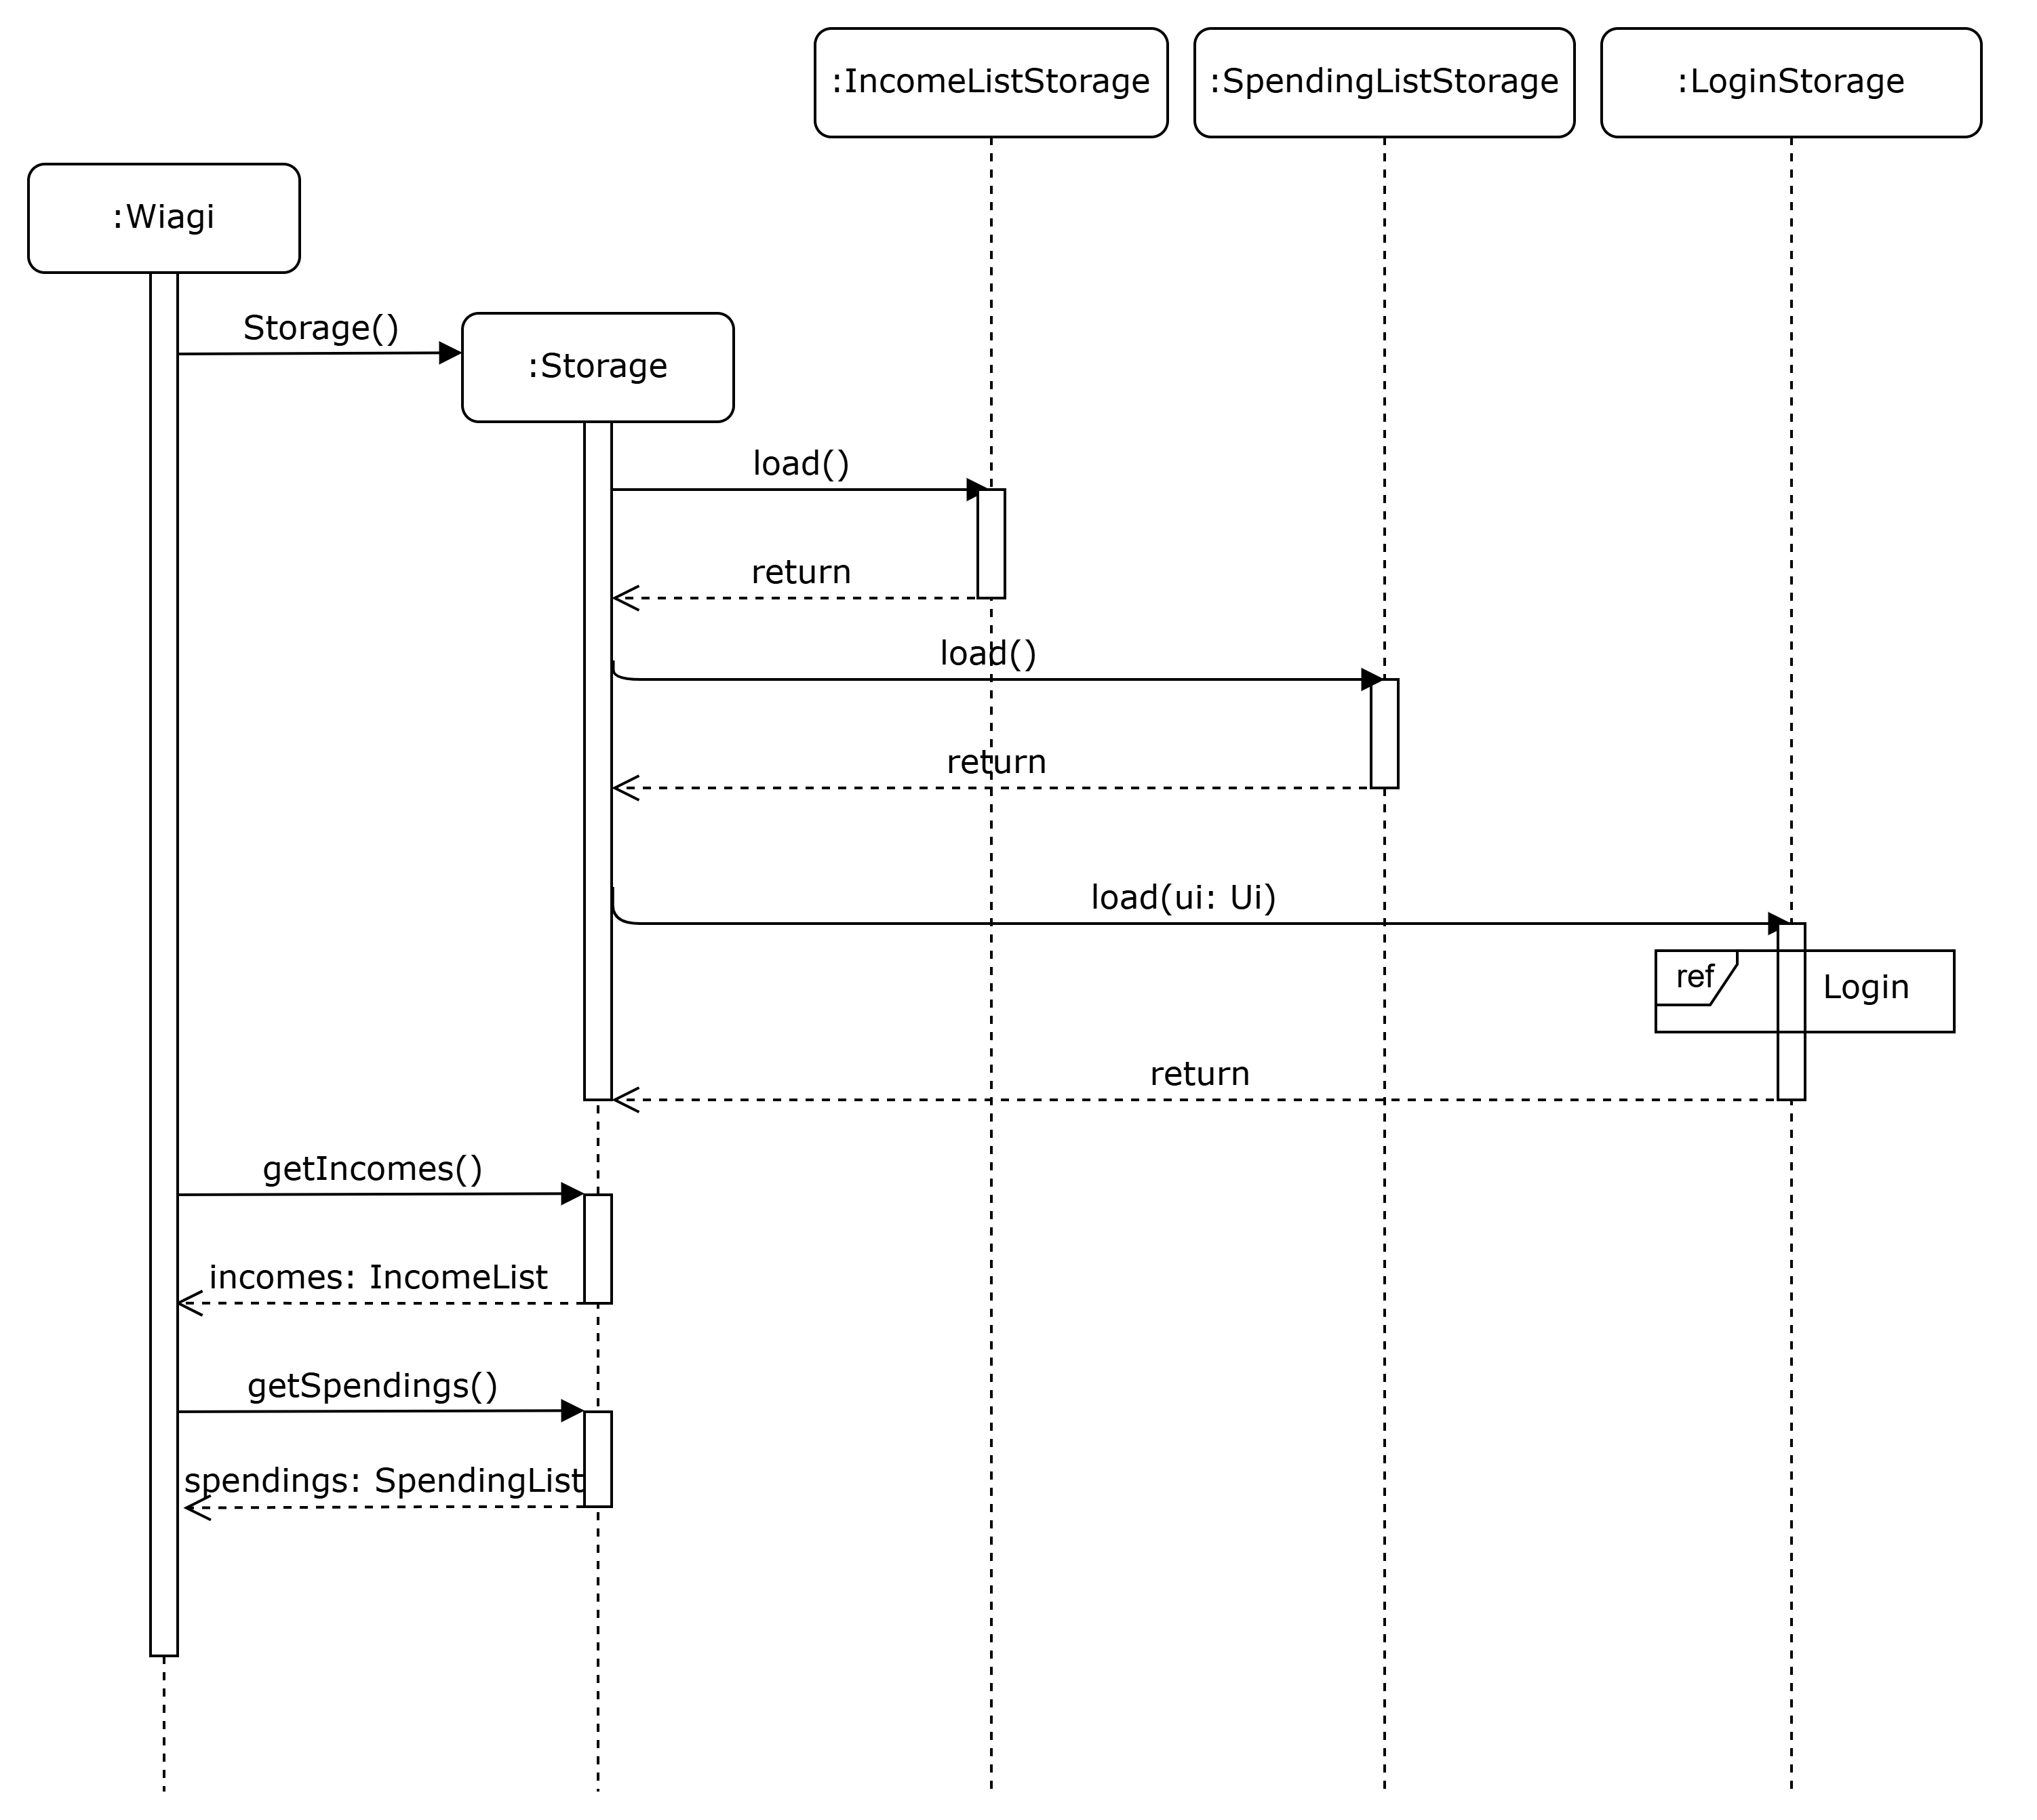 :IncomeListStorage
:SpendingListStorage
:LoginStorage
:Wiagi
Storage()
:Storage
load()
return
load()
return
load(ui: Ui)
ref
Login
return
getIncomes()
incomes: IncomeList
getSpendings()
spendings: SpendingList